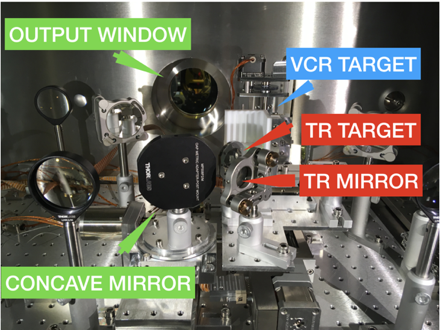 OUTPUT WINDOW
VCR TARGET
TR TARGET
TR MIRROR
CONCAVE MIRROR
THORLABS